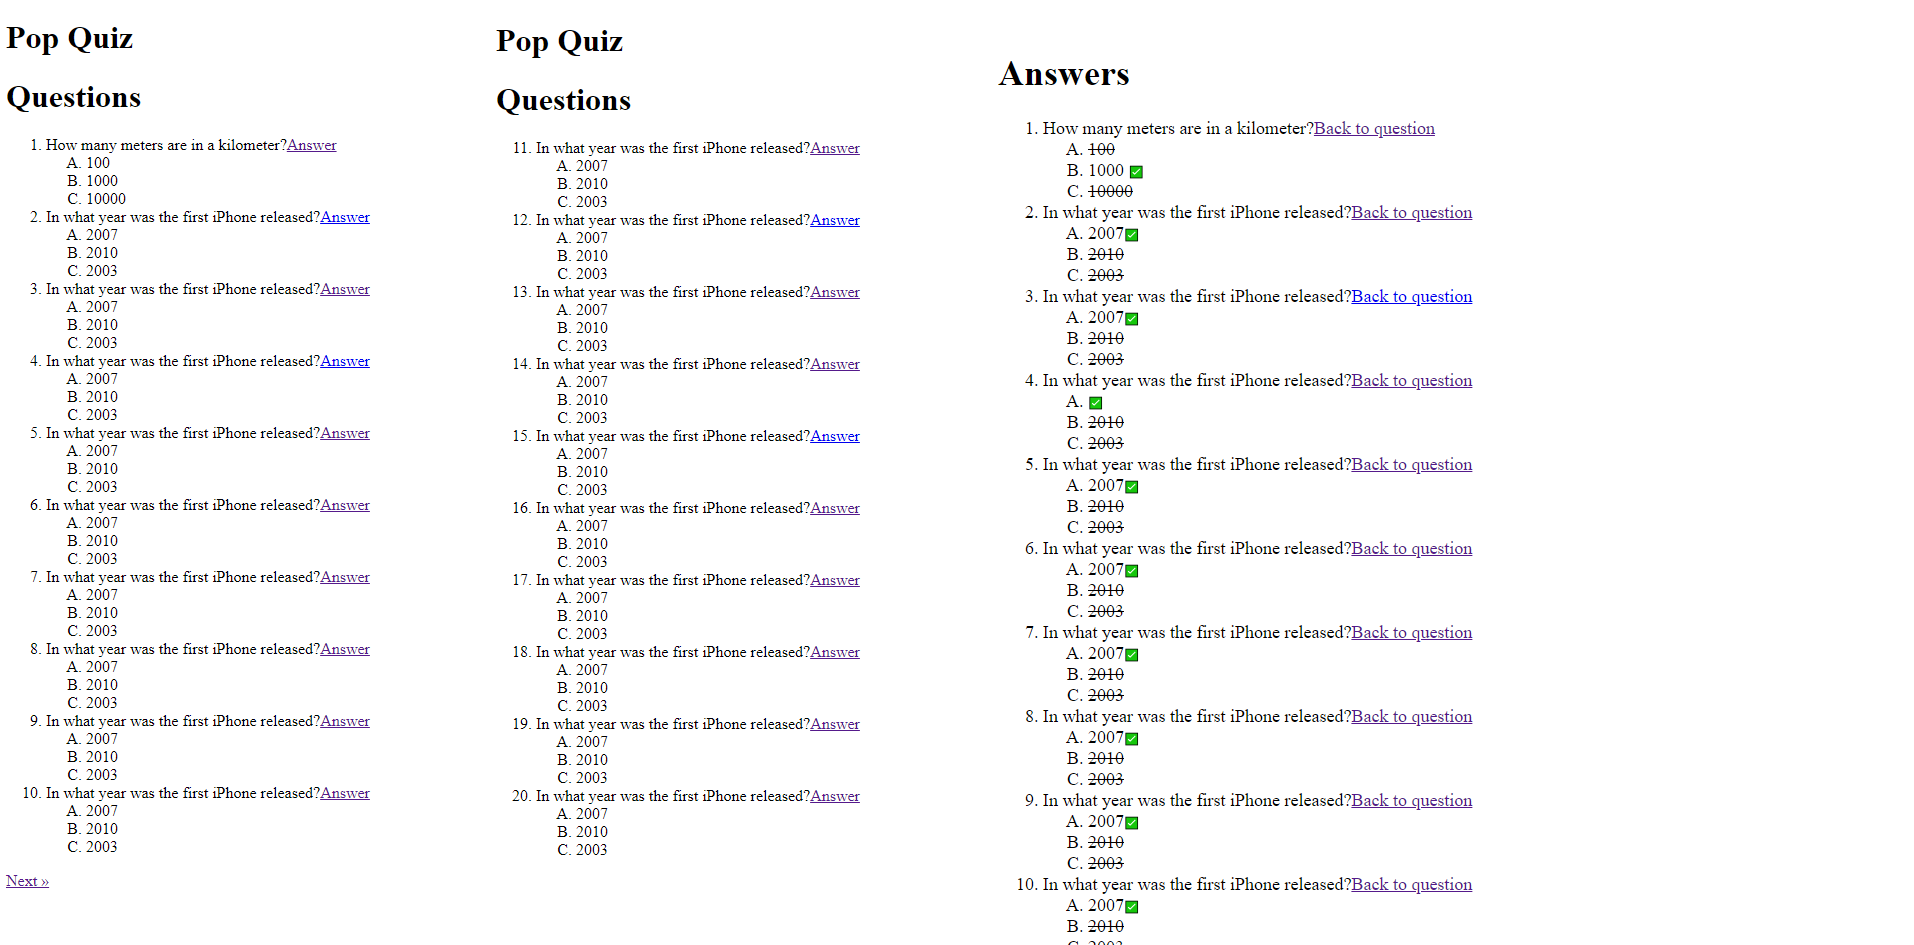 Pop Quiz
Questions
1. How many meters are in a kilometer?Answer
A. 100
B. 1000
C. 10000
2. In what year was the first iPhone released?Answer
A. 2007
B. 2010
C. 2003
3. In what year was the first iPhone released?Answer
A. 2007
B. 2010
C. 2003
4. In what year was the first iPhone released?Answer
A. 2007
B. 2010
C. 2003
5. In what year was the first iPhone released?Answer
A. 2007
B. 2010
C. 2003
6. In what year was the first iPhone released?Answer
A. 2007
B. 2010
C. 2003
7. In what year was the first iPhone released?Answer
A. 2007
B. 2010
C. 2003
8. In what year was the first iPhone released?Answer
A. 2007
B. 2010
C. 2003
9. In what year was the first iPhone released?Answer
A. 2007
B. 2010
C. 2003
10. In what year was the first iPhone released?Answer
A. 2007
B. 2010
C. 2003
Next »
Pop Quiz
Questions
11. In what year was the first iPhone released?Answer
A. 2007
B. 2010
C. 2003
12. In what year was the first iPhone released?Answer
A. 2007
B. 2010
C. 2003
13. In what year was the first iPhone released?Answer
A. 2007
B. 2010
C. 2003
14. In what year was the first iPhone released?Answer
A. 2007
B. 2010
C. 2003
15. In what year was the first iPhone released?Answer
A. 2007
B. 2010
C. 2003
16. In what year was the first iPhone released?Answer
A. 2007
B. 2010
C. 2003
17. In what year was the first iPhone released?Answer
A. 2007
B. 2010
C. 2003
18. In what year was the first iPhone released?Answer
A. 2007
B. 2010
C. 2003
19. In what year was the first iPhone released?Answer
A. 2007
B. 2010
C. 2003
20. In what year was the first iPhone released?Answer
A. 2007
B. 2010
C. 2003
Answers
1. How many meters are in a kilometer?Back to question
A. 100
B. 1000 ✅
C. 10000
2. In what year was the first iPhone released?Back to question
A. 2007✅
B. 2010
C. 2003
3. In what year was the first iPhone released?Back to question
A. 2007✅
B. 2010
C. 2003
4. In what year was the first iPhone released?Back to question
A. ✅
B. 2010
C. 2003
5. In what year was the first iPhone released?Back to question
A. 2007✅
B. 2010
C. 2003
6. In what year was the first iPhone released?Back to question
A. 2007✅
B. 2010
C. 2003
7. In what year was the first iPhone released?Back to question
A. 2007✅
B. 2010
C. 2003
8. In what year was the first iPhone released?Back to question
A. 2007✅
B. 2010
C. 2003
9. In what year was the first iPhone released?Back to question
A. 2007✅
B. 2010
C. 2003
10. In what year was the first iPhone released?Back to question
A. 2007✅
B. 2010